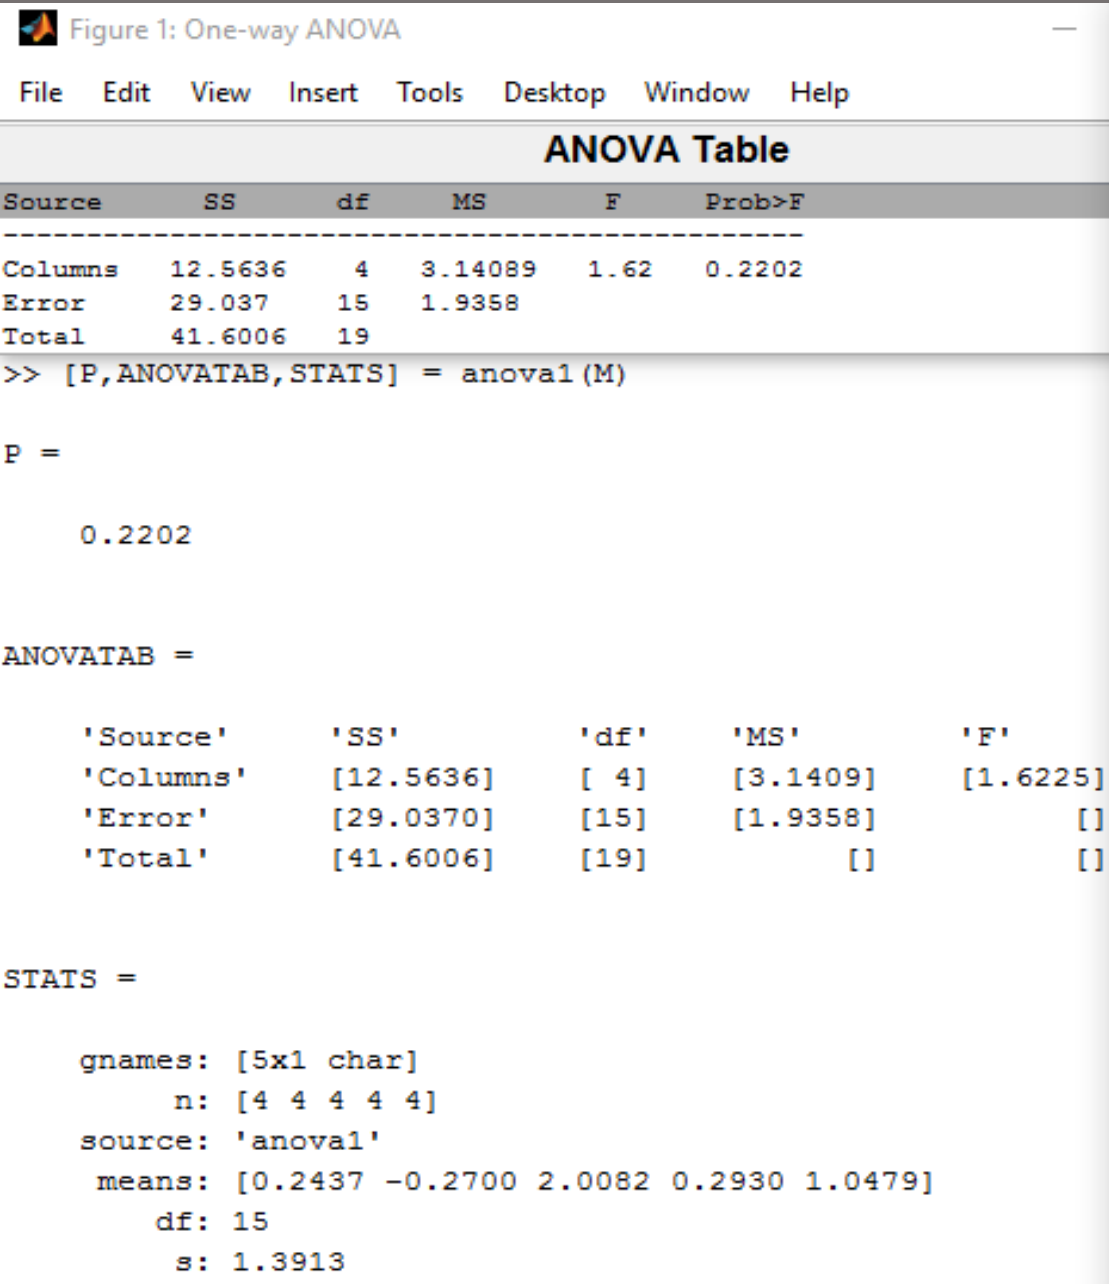 Figure 1: One-way ANOVA
File Edit View Insert Tools Desktop Window Help
ANOVA Table
Source SS df MS F Prob>F
--------------------------------------------------
Columns 12.5636 4 3.14089 1.62 0.2202
Error 29.037 15 1.9358
Total 41.6006 19
>> [P,ANOVATAB,STATS] = anova1(M)
P =
0.2202
ANOVATAB =
'Source' 'SS' 'df' 'MS' 'F'
'Columns' [12.5636] [ 4] [3.1409] [1.6225]
'Error' [29.0370] [15] [1.9358] []
'Total' [41.6006] [19] [] []
STATS =
gnames: [5x1 char]
n: [4 4 4 4 4]
source: 'anova1'
means: [0.2437 -0.2700 2.0082 0.2930 1.0479]
df: 15
s: 1.3913